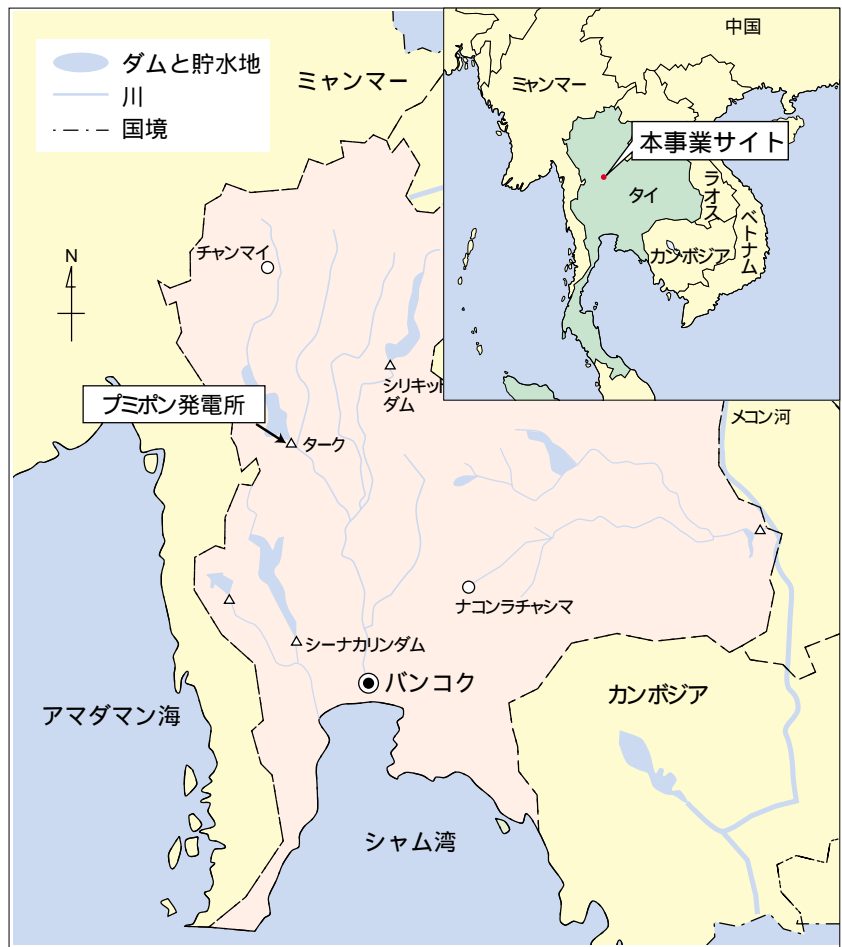 ダムと貯水地
川
国境
ミャンマー
中国
ミャンマー
本事業サイト
タイ
ラオス
ベトナム
カンボジア
N
チャンマイ
シリキット
ダム
プミポン発電所
ターク
メコン河
ナコンラチャシマ
シーナカリンダム
バンコク
カンボジア
アマダマン海
シャム湾